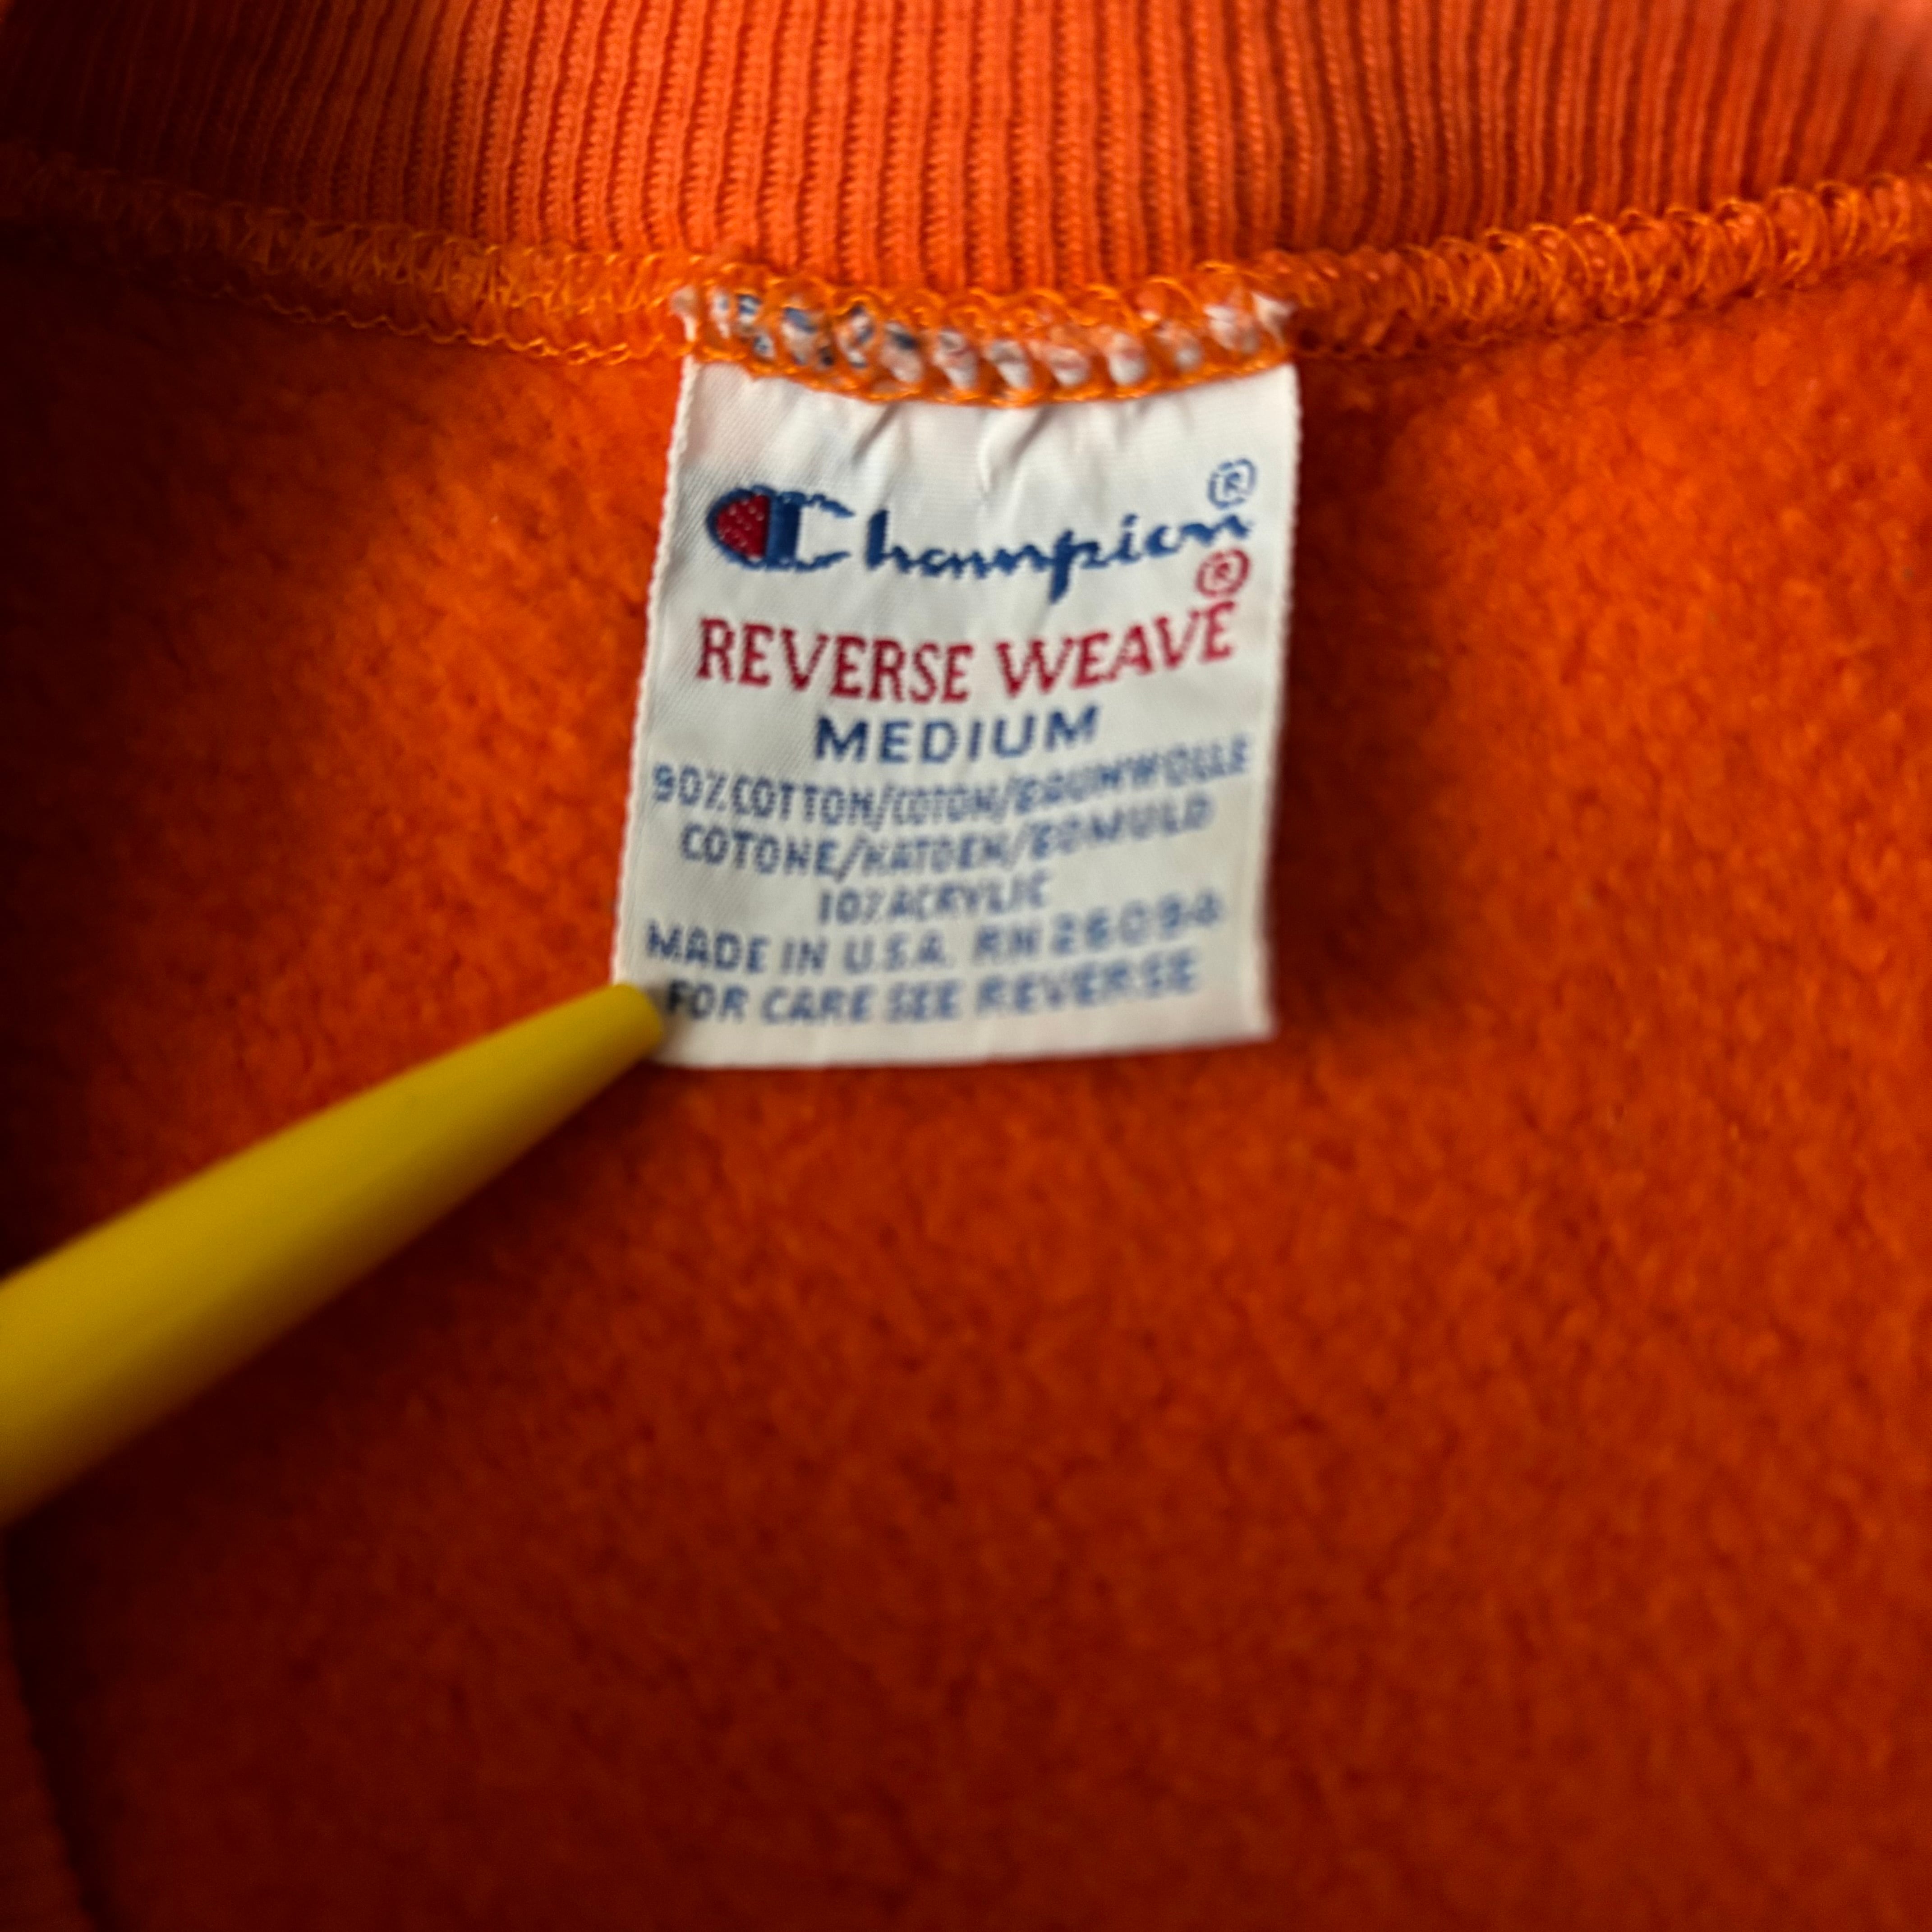 Champion®
REVERSE WEAVE®
MEDIUM
90% COTTON/COTON/BAUMWOLLE
COTONE/KATOEN/BOMULD
10% ACRYLIC
MADE IN U.S.A. RN 26094
FOR CARE SEE REVERSE